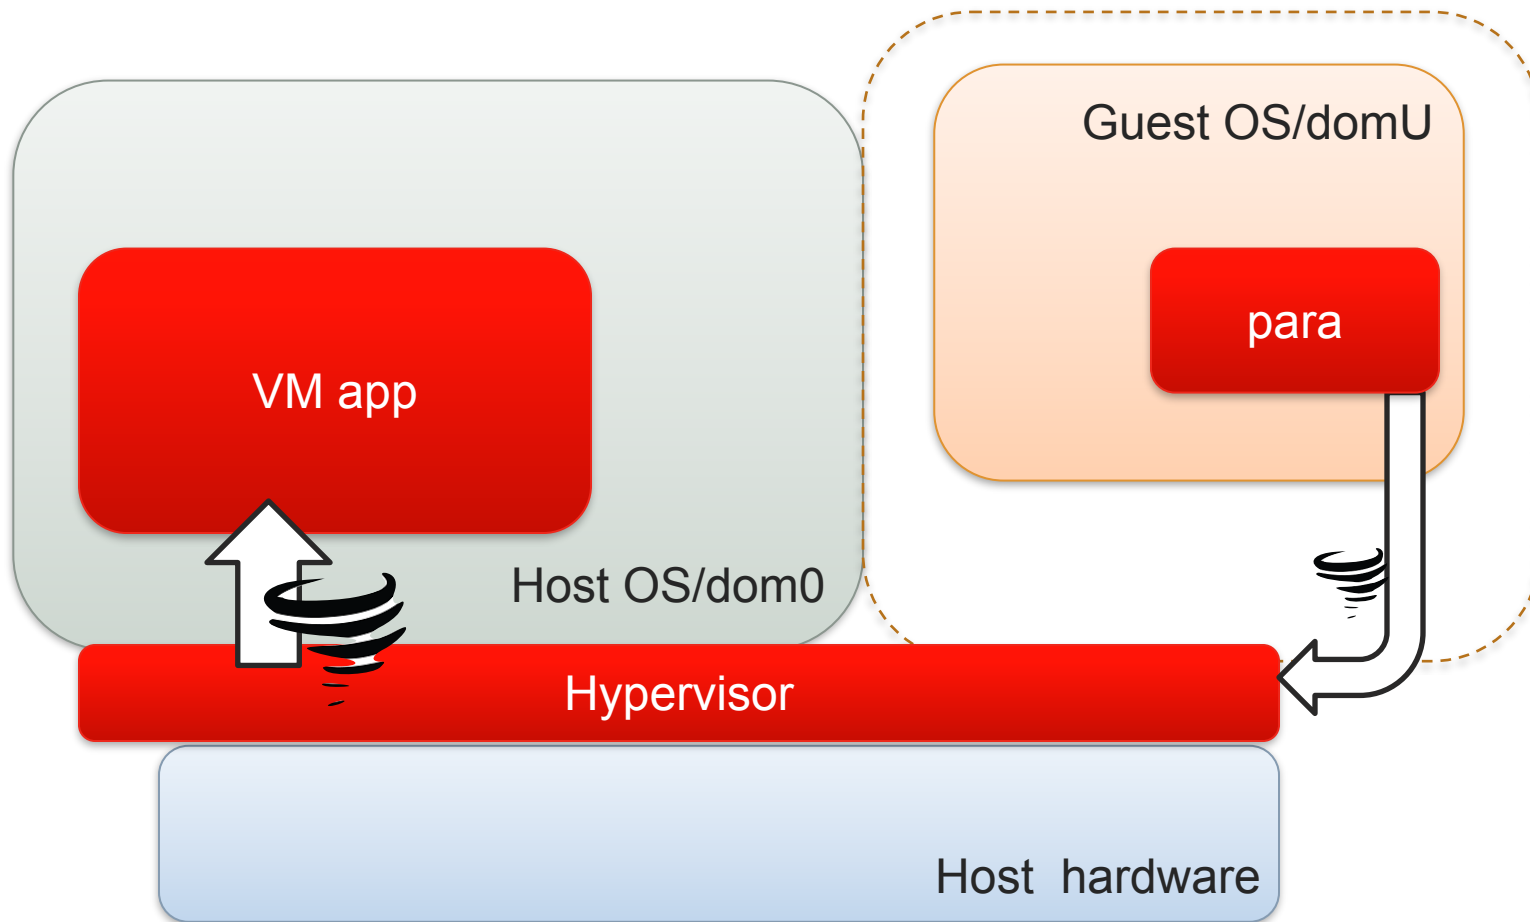 Guest OS/domU
para
VM app
Host OS/dom0
Hypervisor
Host hardware